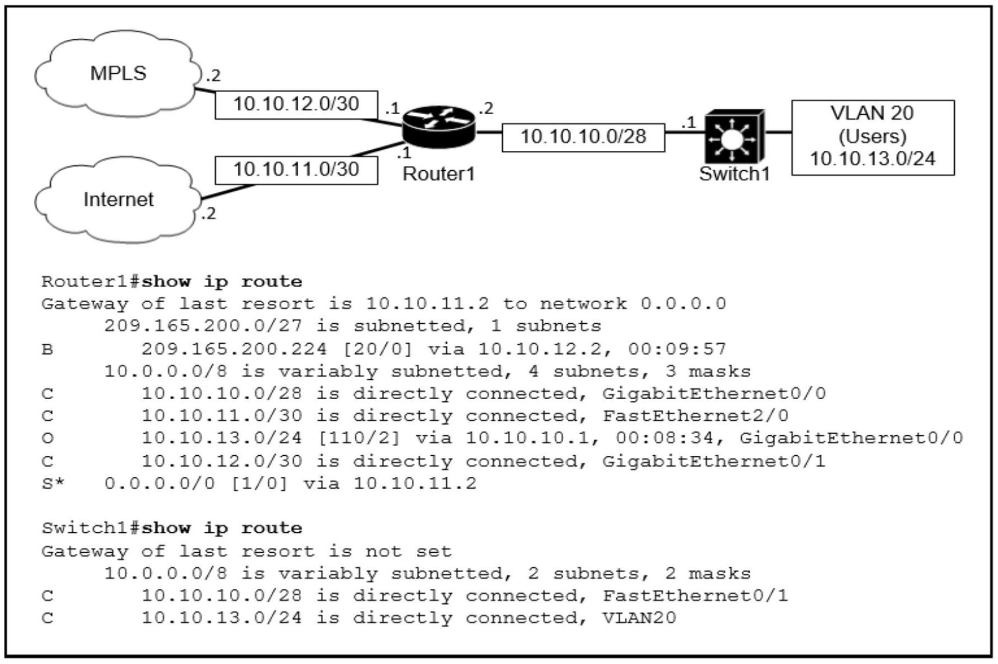 MPLS
.2
10.10.12.0/30
.1
.2
10.10.10.0/28
.1
VLAN 20
(Users)
10.10.13.0/24
.1
10.10.11.0/30
Router1
Switch1
Internet
.2
Router1#show ip route
Gateway of last resort is 10.10.11.2 to network 0.0.0.0
209.165.200.0/27 is subnetted, 1 subnets
B 209.165.200.224 [20/0] via 10.10.12.2, 00:09:57
10.0.0.0/8 is variably subnetted, 4 subnets, 3 masks
C 10.10.10.0/28 is directly connected, GigabitEthernet0/0
C 10.10.11.0/30 is directly connected, FastEthernet2/0
O 10.10.13.0/24 [110/2] via 10.10.10.1, 00:08:34, GigabitEthernet0/0
C 10.10.12.0/30 is directly connected, GigabitEthernet0/1
S* 0.0.0.0/0 [1/0] via 10.10.11.2
Switch1#show ip route
Gateway of last resort is not set
10.0.0.0/8 is variably subnetted, 2 subnets, 2 masks
C 10.10.10.0/28 is directly connected, FastEthernet0/1
C 10.10.13.0/24 is directly connected, VLAN20